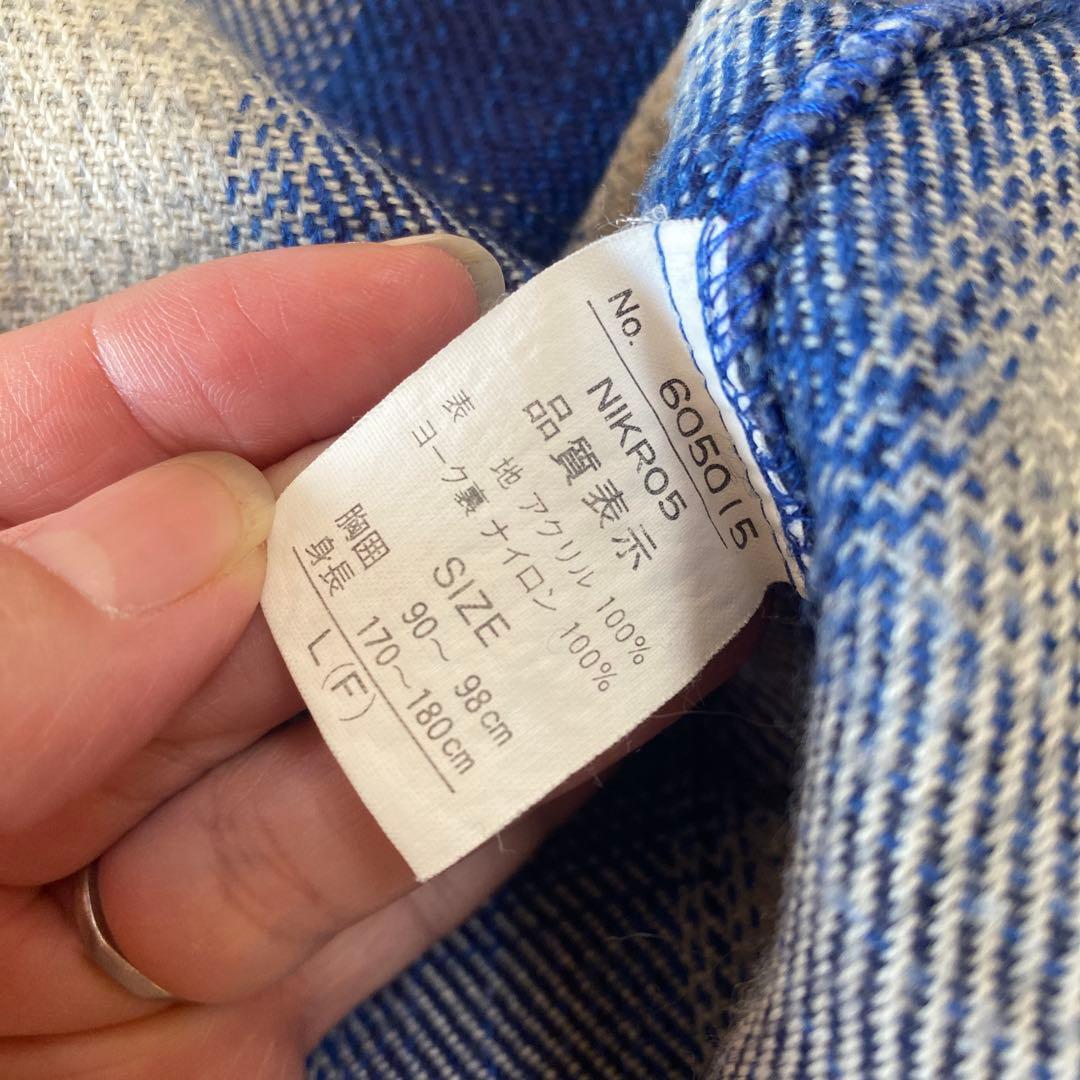 No. 605015
NIKR05
品質表示
表 地 アクリル 100%
ヨーク裏 ナイロン 100%
SIZE
胸囲 90～ 98cm
身長 170～180cm
L(F)